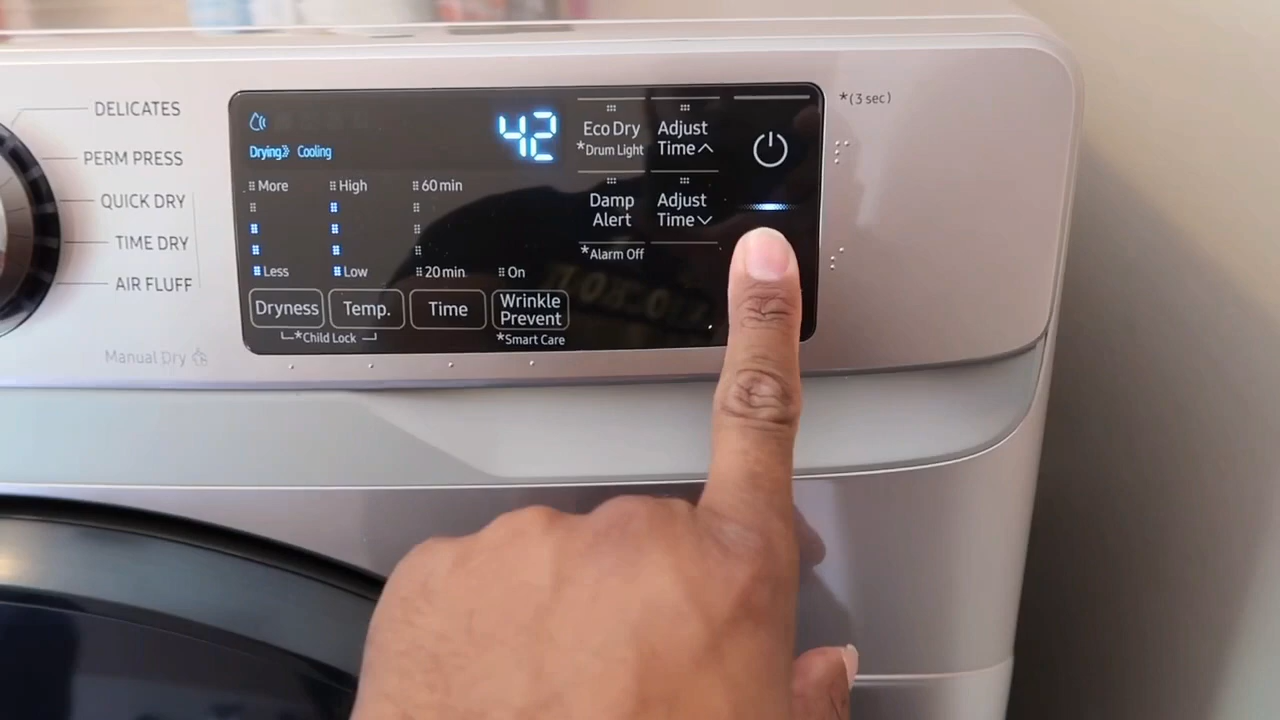 DELICATES
PERM PRESS
QUICK DRY
TIME DRY
AIR FLUFF
Manual Dry
Drying Cooling
42
More
Less
Dryness
High
Low
Temp.
*Child Lock
60 min
20 min
Time
On
Wrinkle
Prevent
*Smart Care
Eco Dry
*Drum Light
Adjust
Time
Damp
Alert
*Alarm Off
Adjust
Time
*(3 sec)